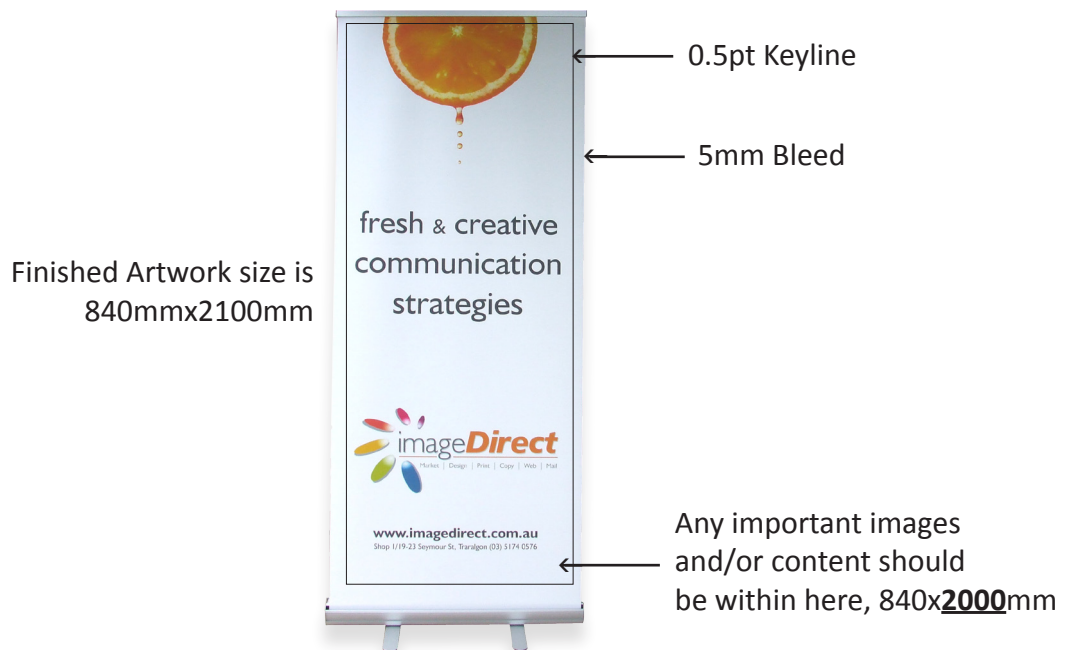 0.5pt Keyline
5mm Bleed
fresh & creative
communication
strategies
Finished Artwork size is
840mmx2100mm
imageDirect
Market | Design | Print | Copy | Web | Mail
www.imagedirect.com.au
Shop 1/19-23 Seymour St, Traralgon (03) 5174 0576
Any important images
and/or content should
be within here, 840x2000mm